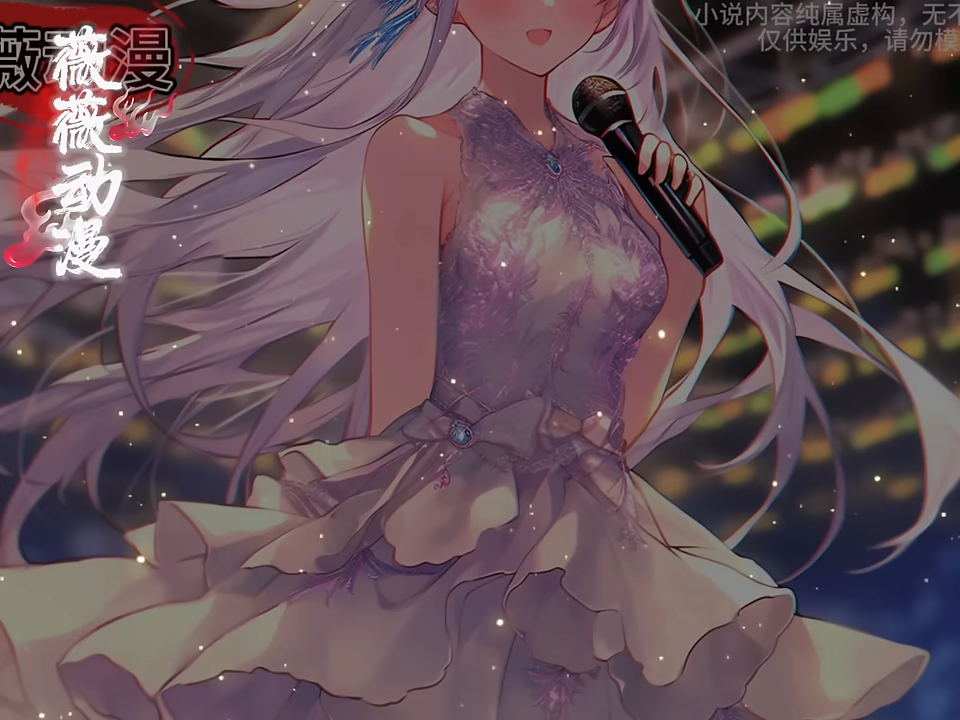 小说内容纯属虚构，无不
仅供娱乐，请勿模
薇薇动漫
薇 漫